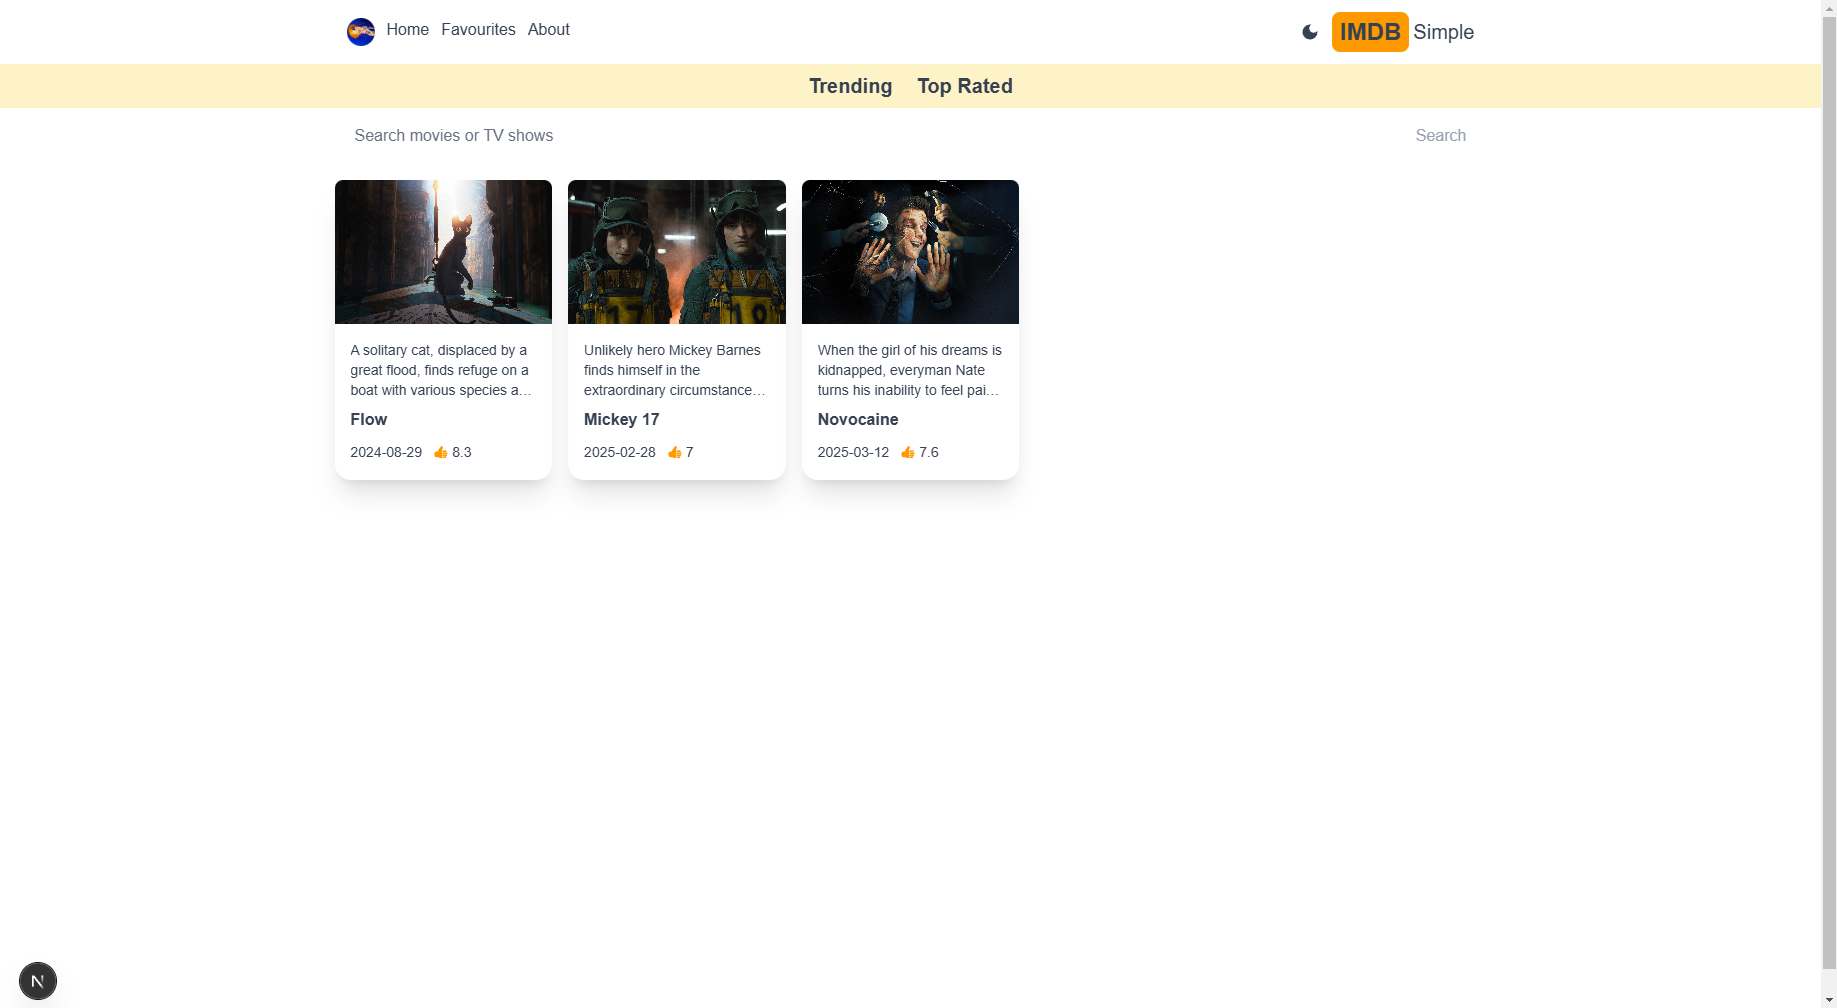 Home Favourites About IMDB Simple
Trending Top Rated
Search movies or TV shows Search
17 19
A solitary cat, displaced by a
great flood, finds refuge on a
boat with various species a...
Flow
2024-08-29 8.3
Unlikely hero Mickey Barnes
finds himself in the
extraordinary circumstance...
Mickey 17
2025-02-28 7
When the girl of his dreams is
kidnapped, everyman Nate
turns his inability to feel pai...
Novocaine
2025-03-12 7.6
N